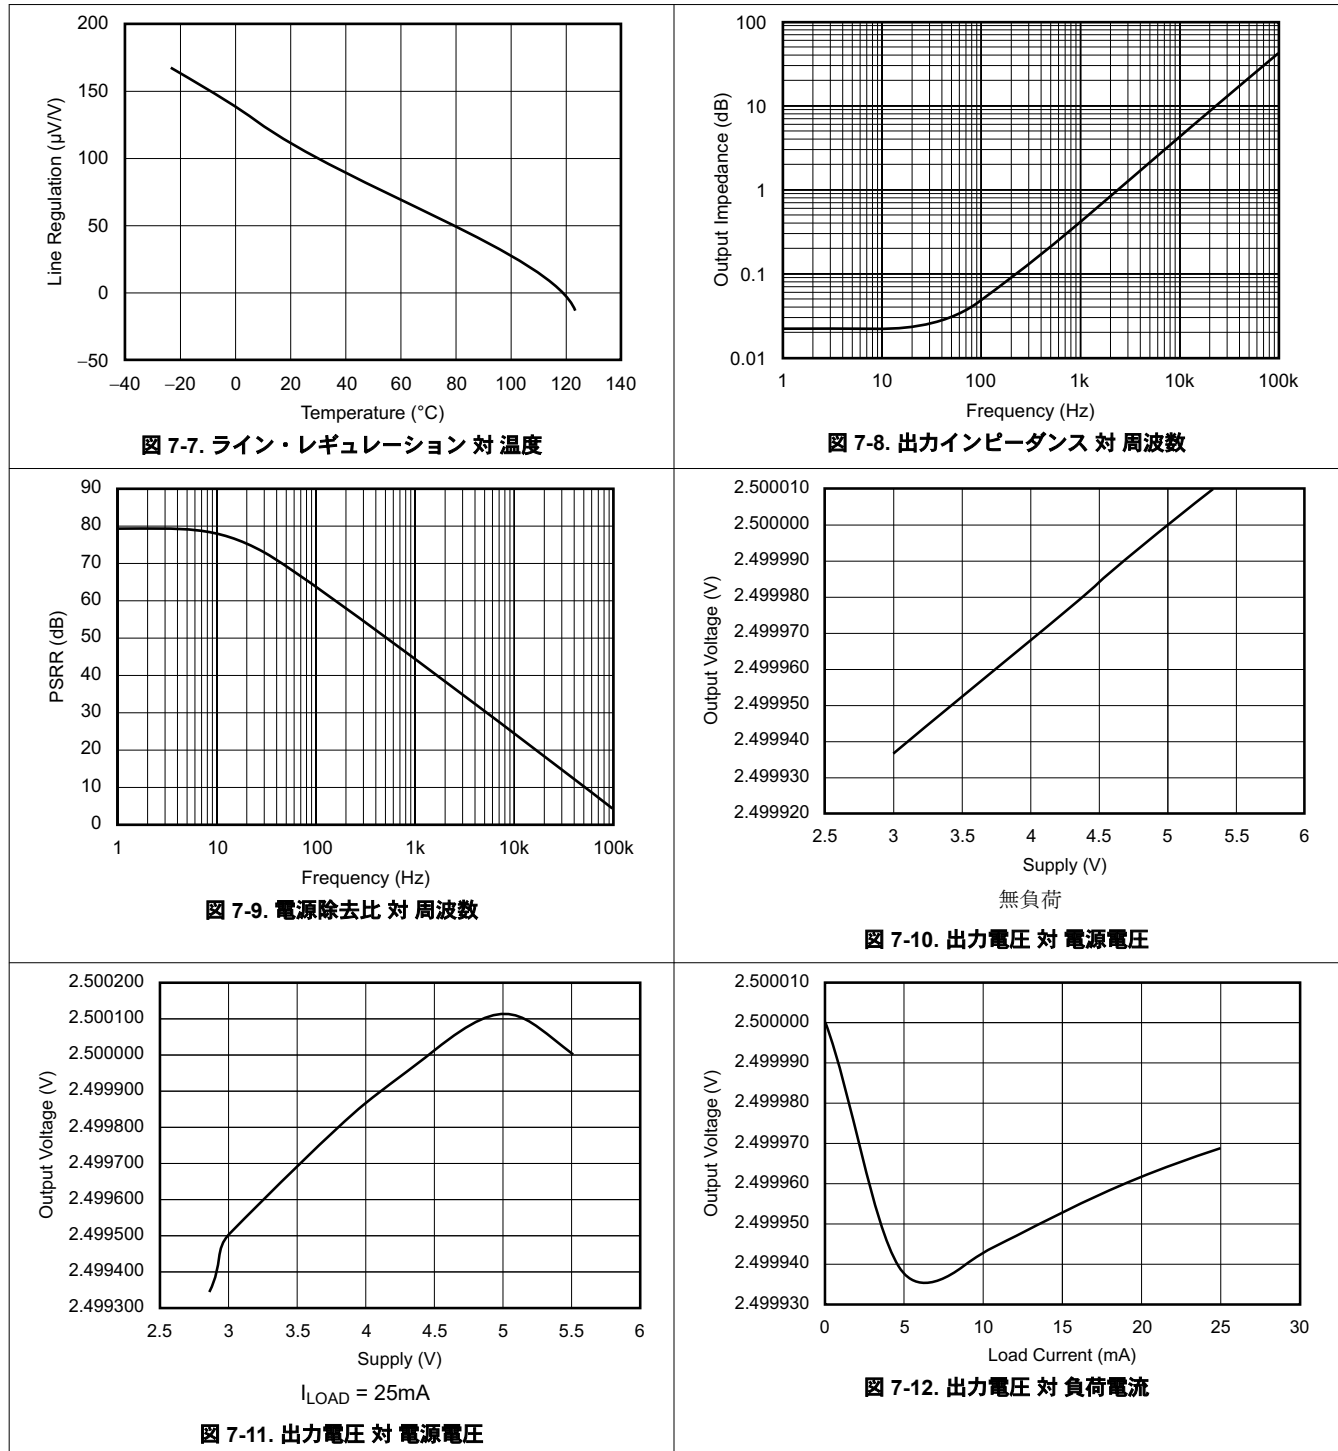 200
150
100
50
0
–50
Line Regulation (µV/V)
–40 –20 0 20 40 60 80 100 120 140
Temperature (°C)
図 7-7. ライン・レギュレーション 対 温度
100
10
1
0.1
0.01
Output Impedance (dB)
1 10 100 1k 10k 100k
Frequency (Hz)
図 7-8. 出力インピーダンス 対 周波数
90
80
70
60
50
40
30
20
10
0
PSRR (dB)
1 10 100 1k 10k 100k
Frequency (Hz)
図 7-9. 電源除去比 対 周波数
2.500010
2.500000
2.499990
2.499980
2.499970
2.499960
2.499950
2.499940
2.499930
2.499920
Output Voltage (V)
2.5 3 3.5 4 4.5 5 5.5 6
Supply (V)
無負荷
図 7-10. 出力電圧 対 電源電圧
2.500200
2.500100
2.500000
2.499900
2.499800
2.499700
2.499600
2.499500
2.499400
2.499300
Output Voltage (V)
2.5 3 3.5 4 4.5 5 5.5 6
Supply (V)
I_LOAD = 25mA
図 7-11. 出力電圧 対 電源電圧
2.500010
2.500000
2.499990
2.499980
2.499970
2.499960
2.499950
2.499940
2.499930
Output Voltage (V)
0 5 10 15 20 25 30
Load Current (mA)
図 7-12. 出力電圧 対 負荷電流